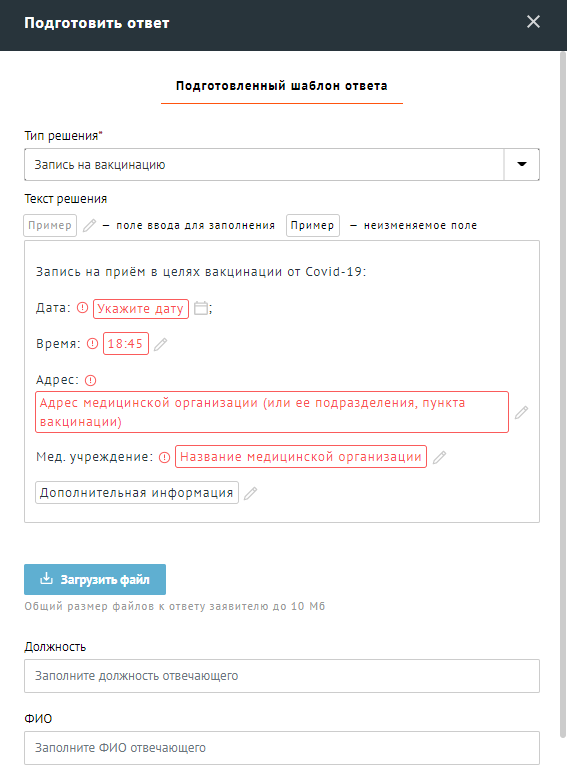 Подготовить ответ
Подготовленный шаблон ответа
Тип решения*
Запись на вакцинацию
Текст решения
Пример — поле ввода для заполнения Пример — неизменяемое поле
Запись на приём в целях вакцинации от Covid-19:
Дата: Укажите дату;
Время: 18:45
Адрес:
Адрес медицинской организации (или ее подразделения, пункта
вакцинации)
Мед. учреждение: Название медицинской организации
Дополнительная информация
Загрузить файл
Общий размер файлов к ответу заявителю до 10 Мб
Должность
Заполните должность отвечающего
ФИО
Заполните ФИО отвечающего